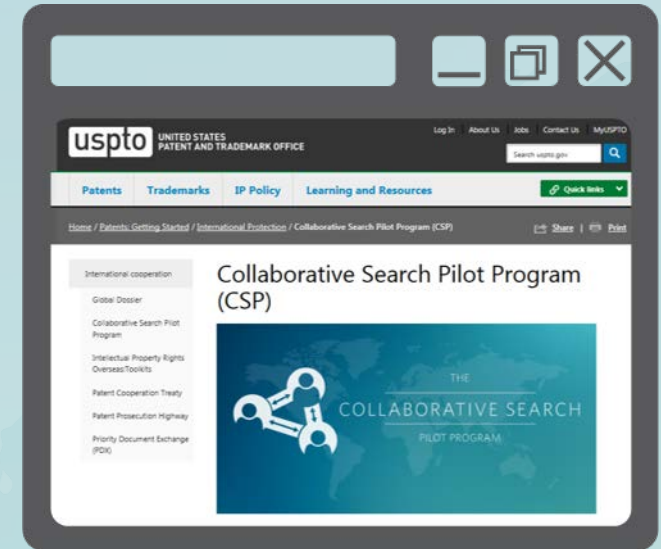 Log In About Us Jobs Contact Us MyUSPTO
uspto UNITED STATES
PATENT AND TRADEMARK OFFICE
Search uspto.gov
Patents Trademarks IP Policy Learning and Resources Quick links
Home / Patents: Getting Started / International Protection / Collaborative Search Pilot Program (CSP) Share | Print
International cooperation
Global Dossier
Collaborative Search Pilot
Program
Intellectual Property Rights
Overseas Toolkits
Patent Cooperation Treaty
Patent Prosecution Highway
Priority Document Exchange
(PDX)
Collaborative Search Pilot Program
(CSP)
THE
COLLABORATIVE SEARCH
PILOT PROGRAM